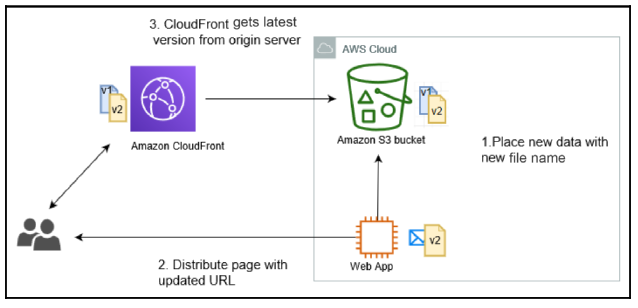 3. CloudFront gets latest
version from origin server
AWS Cloud
v1
v2
Amazon CloudFront
v1
v2
Amazon S3 bucket
1.Place new data with
new file name
v2
Web App
2. Distribute page with
updated URL